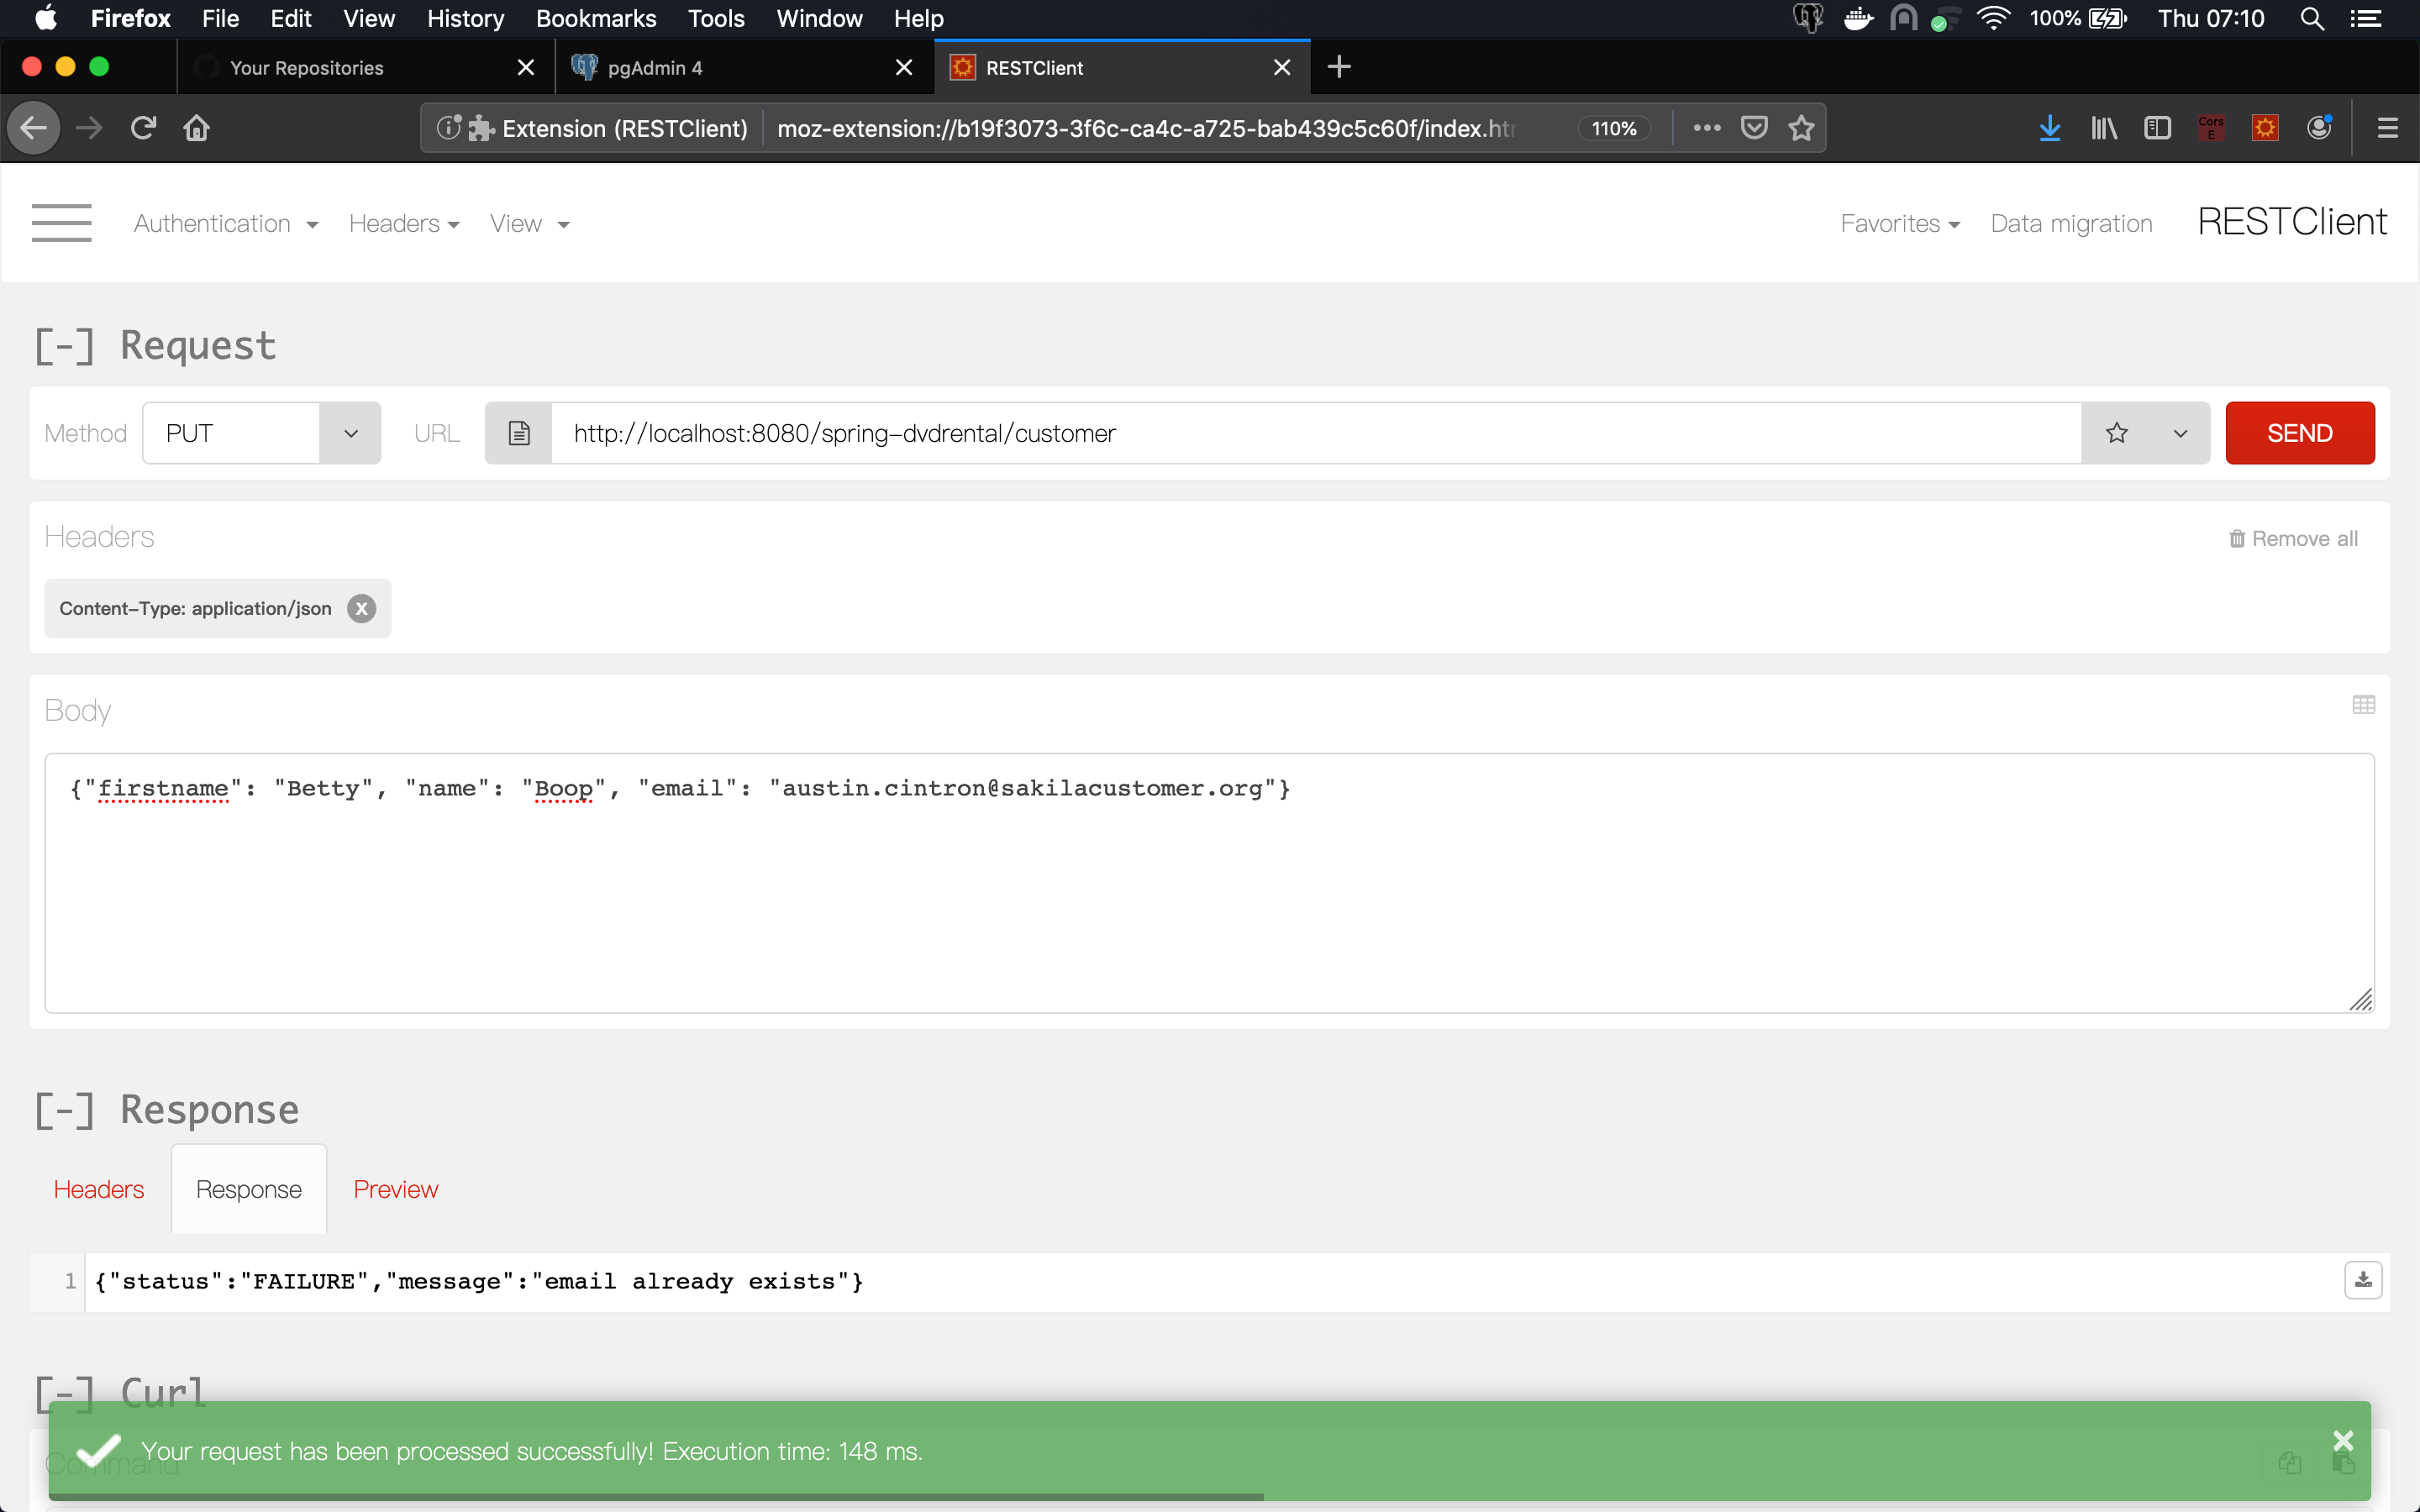 Firefox File Edit View History Bookmarks Tools Window Help 100% Thu 07:10
Your Repositories pgAdmin 4 RESTClient
Extension (RESTClient) moz-extension://b19f3073-3f6c-ca4c-a725-bab439c5c60f/index.htm 110% Cors E
Authentication Headers View Favorites Data migration RESTClient
[-] Request
Method PUT URL http://localhost:8080/spring-dvdrental/customer SEND
Headers Remove all
Content-Type: application/json x
Body
{"firstname": "Betty", "name": "Boop", "email": "austin.cintron@sakilacustomer.org"}
[-] Response
Headers Response Preview
1 {"status":"FAILURE","message":"email already exists"}
[-] Curl
Command
Your request has been processed successfully! Execution time: 148 ms.